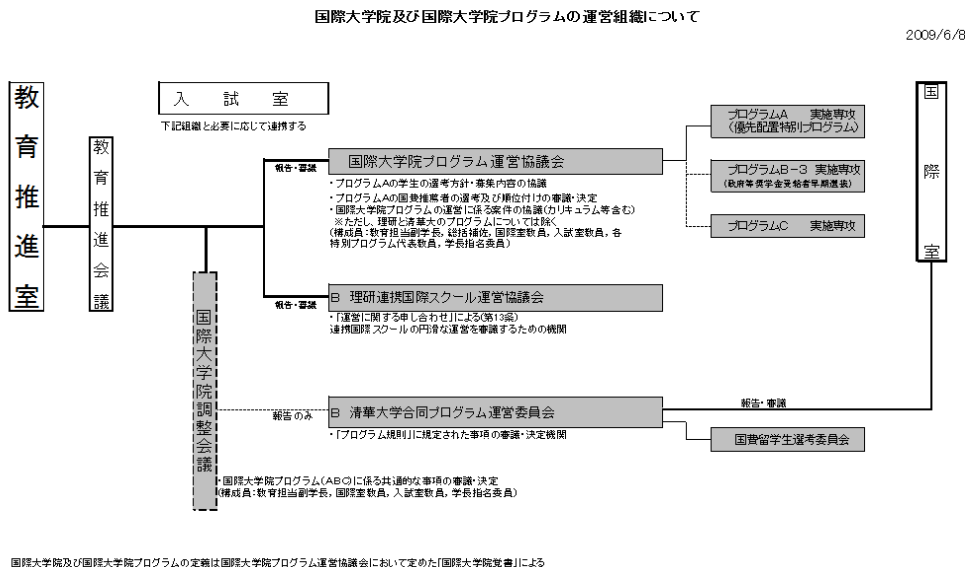 国際大学院及び国際大学院プログラムの運営組織について
2009/6/8
教育推進室
教育推進会議
入試室
下記組織と必要に応じて連携する
国際室
報告・審議
国際大学院プログラム運営協議会
・プログラムAの学生の選考方針・募集内容の協議
・プログラムAの国費推薦者の選考及び順位付けの審議・決定
・国際大学院プログラムの運営に係る案件の協議(カリキュラム等含む)
※ただし、理研と清華大のプログラムについては除く
(構成員:教育担当副学長, 総括補佐, 国際室教員, 入試室教員, 各
特別プログラム代表教員, 学長指名委員)
プログラムA 実施専攻
(優先配置特別プログラム)
プログラムB-3 実施専攻
(政府等奨学金受給者早期選抜)
プログラムC 実施専攻
報告・審議
B 理研連携国際スクール運営協議会
・「運営に関する申し合わせ」による(第13条)
連携国際スクールの円滑な運営を審議するための機関
国際大学院調整会議
報告のみ
B 清華大学合同プログラム運営委員会
・「プログラム規則」に規定された事項の審議・決定機関
報告・審議
国費留学生選考委員会
・国際大学院プログラム(ABC)に係る共通的な事項の審議・決定
(構成員:教育担当副学長, 国際室教員, 入試室教員, 学長指名委員)
国際大学院及び国際大学院プログラムの定義は国際大学院プログラム運営協議会において定めた「国際大学院覚書」による